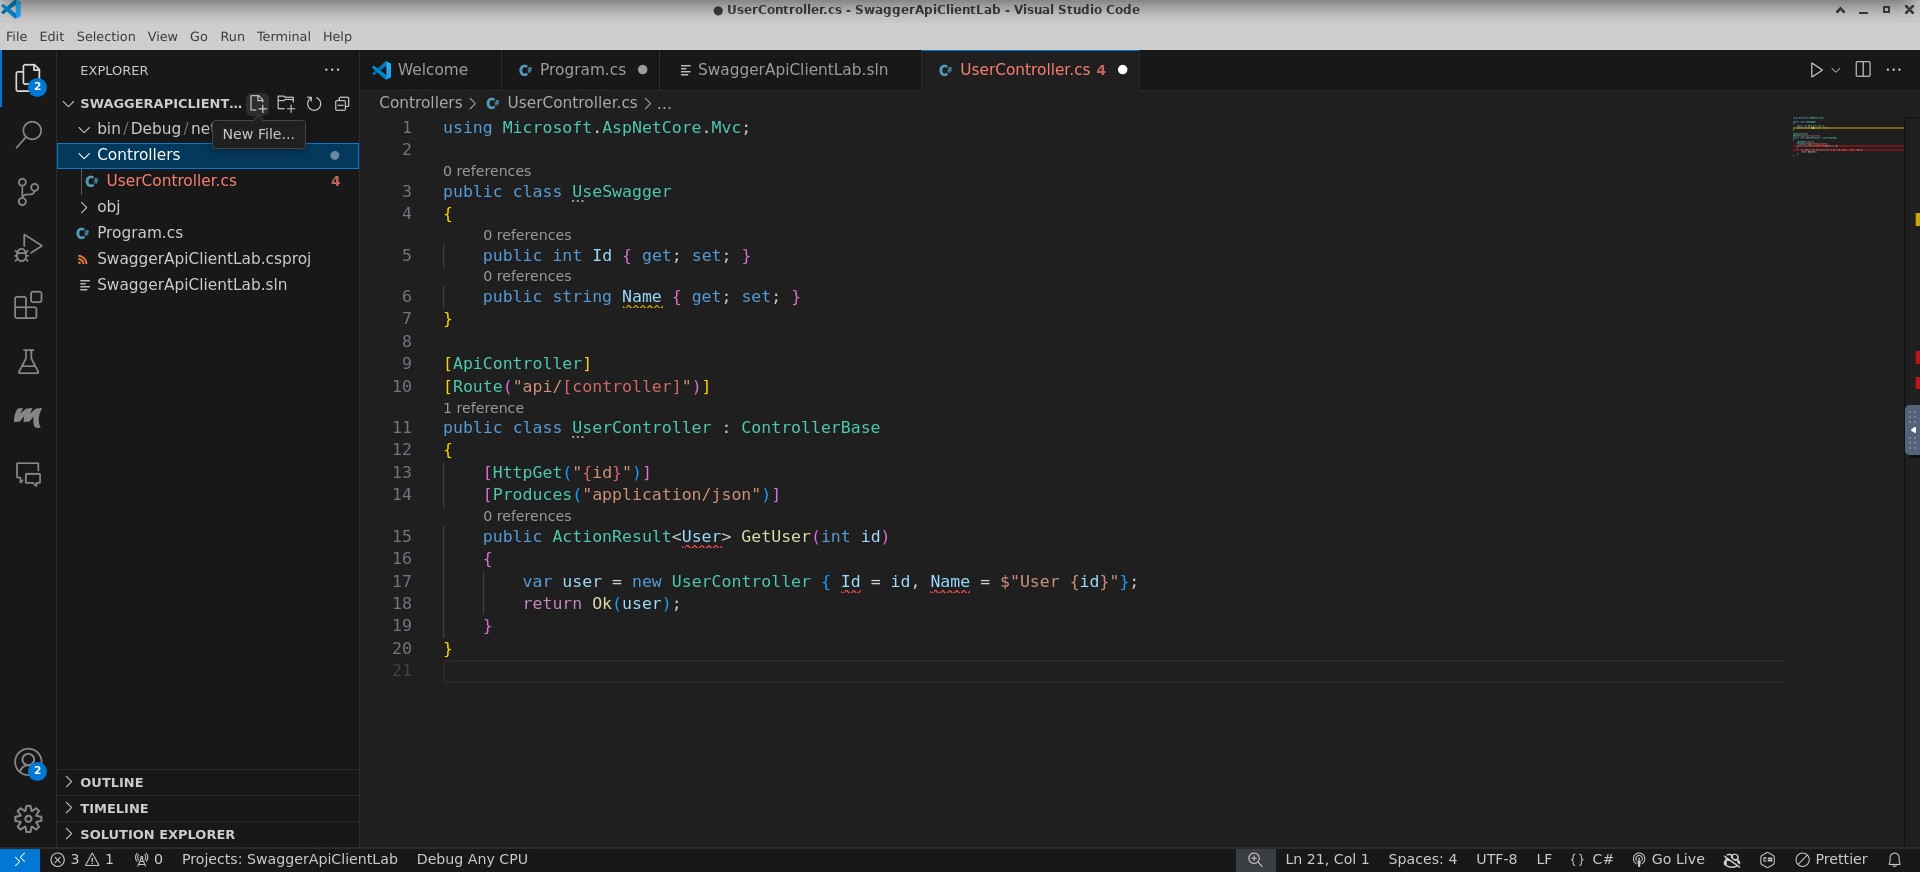 ● UserController.cs - SwaggerApiClientLab - Visual Studio Code
File Edit Selection View Go Run Terminal Help
EXPLORER
Welcome
Program.cs
SwaggerApiClientLab.sln
UserController.cs 4
2
SWAGGERAPICLIENT...
Controllers > UserController.cs > ...
bin / Debug / net
New File...
Controllers
UserController.cs 4
obj
Program.cs
SwaggerApiClientLab.csproj
SwaggerApiClientLab.sln
1 using Microsoft.AspNetCore.Mvc;
2
0 references
3 public class UseSwagger
4 {
0 references
5 public int Id { get; set; }
0 references
6 public string Name { get; set; }
7 }
8
9 [ApiController]
10 [Route("api/[controller]")]
1 reference
11 public class UserController : ControllerBase
12 {
13 [HttpGet("{id}")]
14 [Produces("application/json")]
0 references
15 public ActionResult<User> GetUser(int id)
16 {
17 var user = new UserController { Id = id, Name = $"User {id}"};
18 return Ok(user);
19 }
20 }
21
2
OUTLINE
TIMELINE
SOLUTION EXPLORER
3 1 0 Projects: SwaggerApiClientLab Debug Any CPU Ln 21, Col 1 Spaces: 4 UTF-8 LF {} C# Go Live Prettier